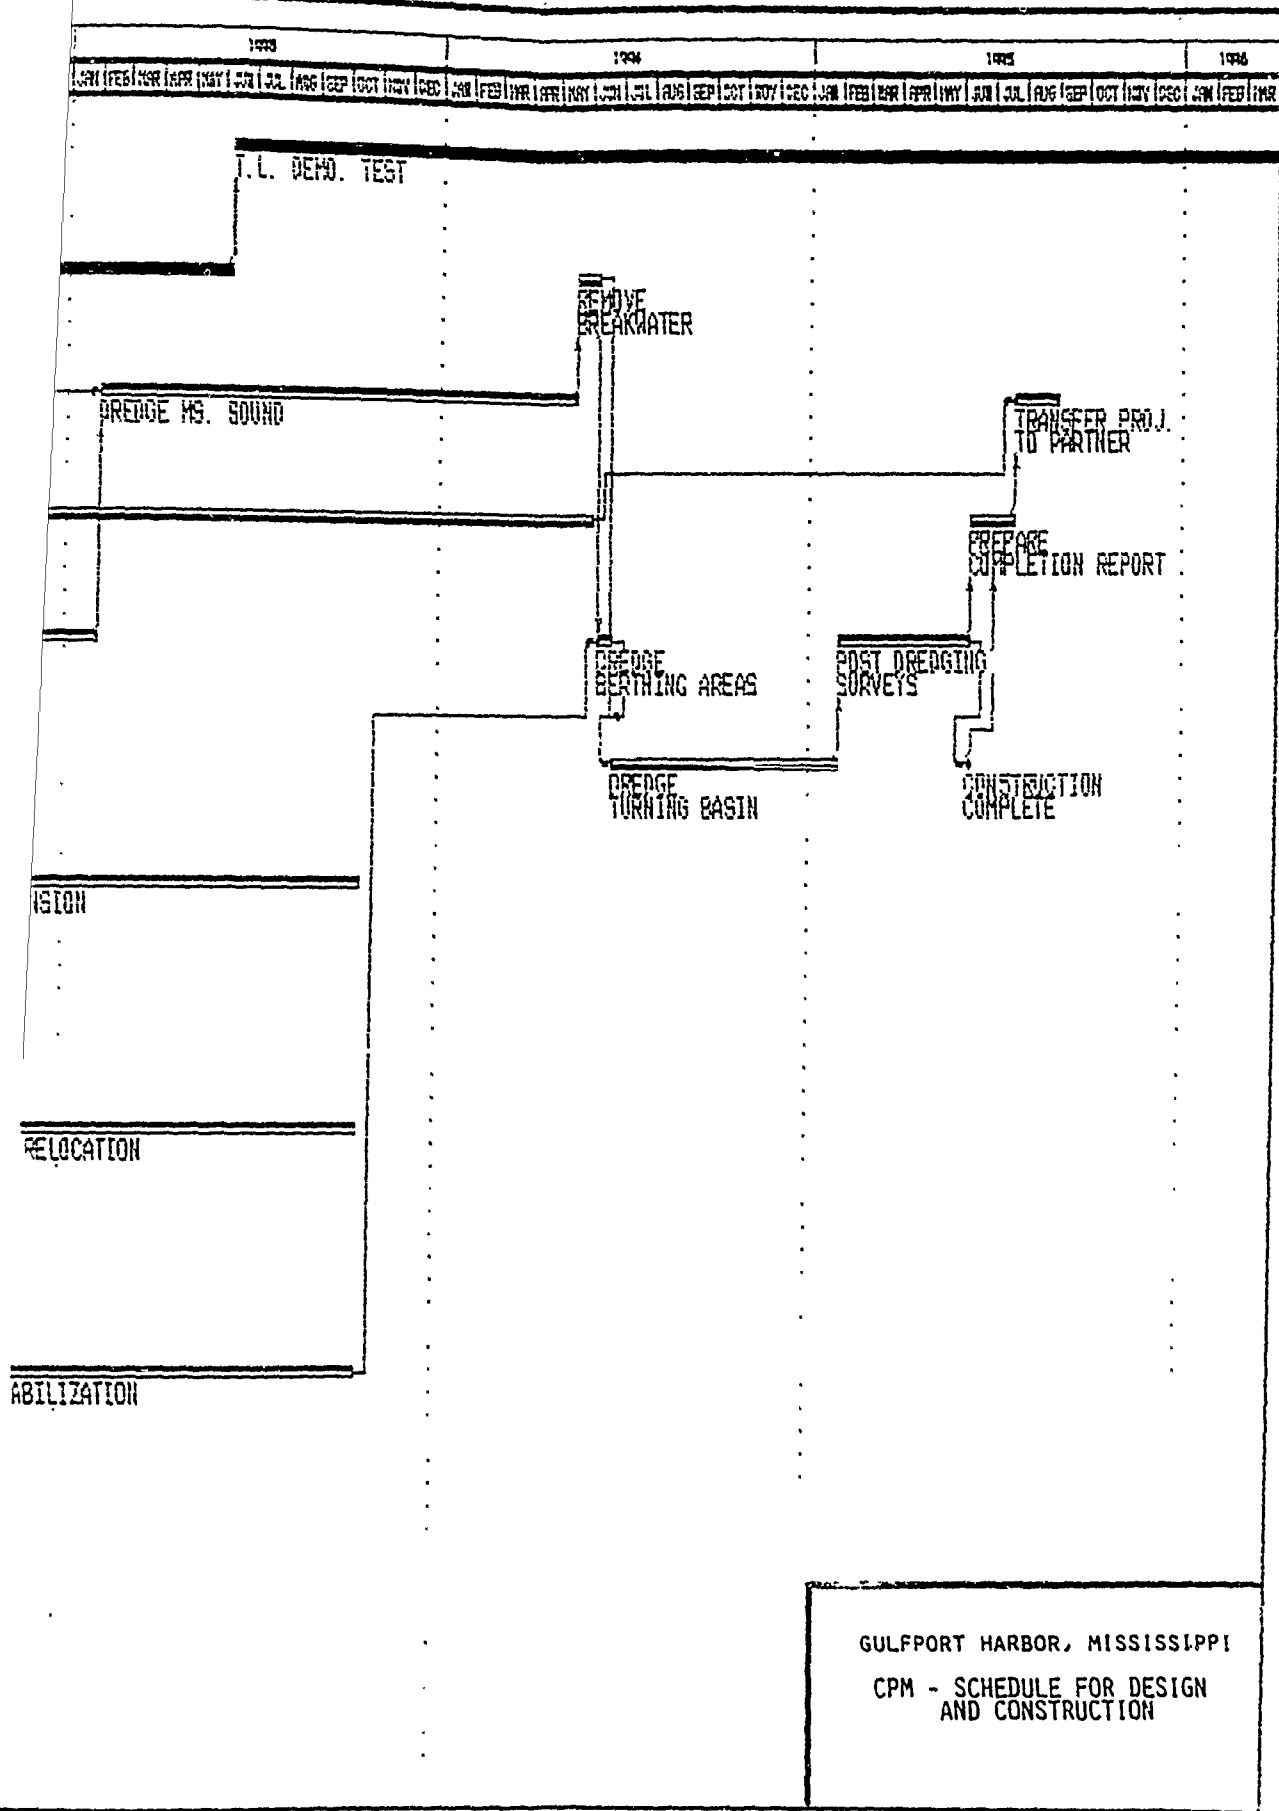 1993 1994 1995 1996
JAN FEB MAR APR MAY JUN JUL AUG SEP OCT NOV DEC JAN FEB MAR APR MAY JUN JUL AUG SEP OCT NOV DEC JAN FEB MAR APR MAY JUN JUL AUG SEP OCT NOV DEC JAN FEB MAR
T.L. DEMO. TEST
REMOVE
BREAKWATER
DREDGE MS. SOUND
TRANSFER PROJ.
TO PARTNER
PREPARE
COMPLETION REPORT
DREDGE
BERTHING AREAS
POST DREDGING
SURVEYS
DREDGE
TURNING BASIN
CONSTRUCTION
COMPLETE
NSION
RELOCATION
ABILIZATION
GULFPORT HARBOR, MISSISSIPPI
CPM - SCHEDULE FOR DESIGN
AND CONSTRUCTION